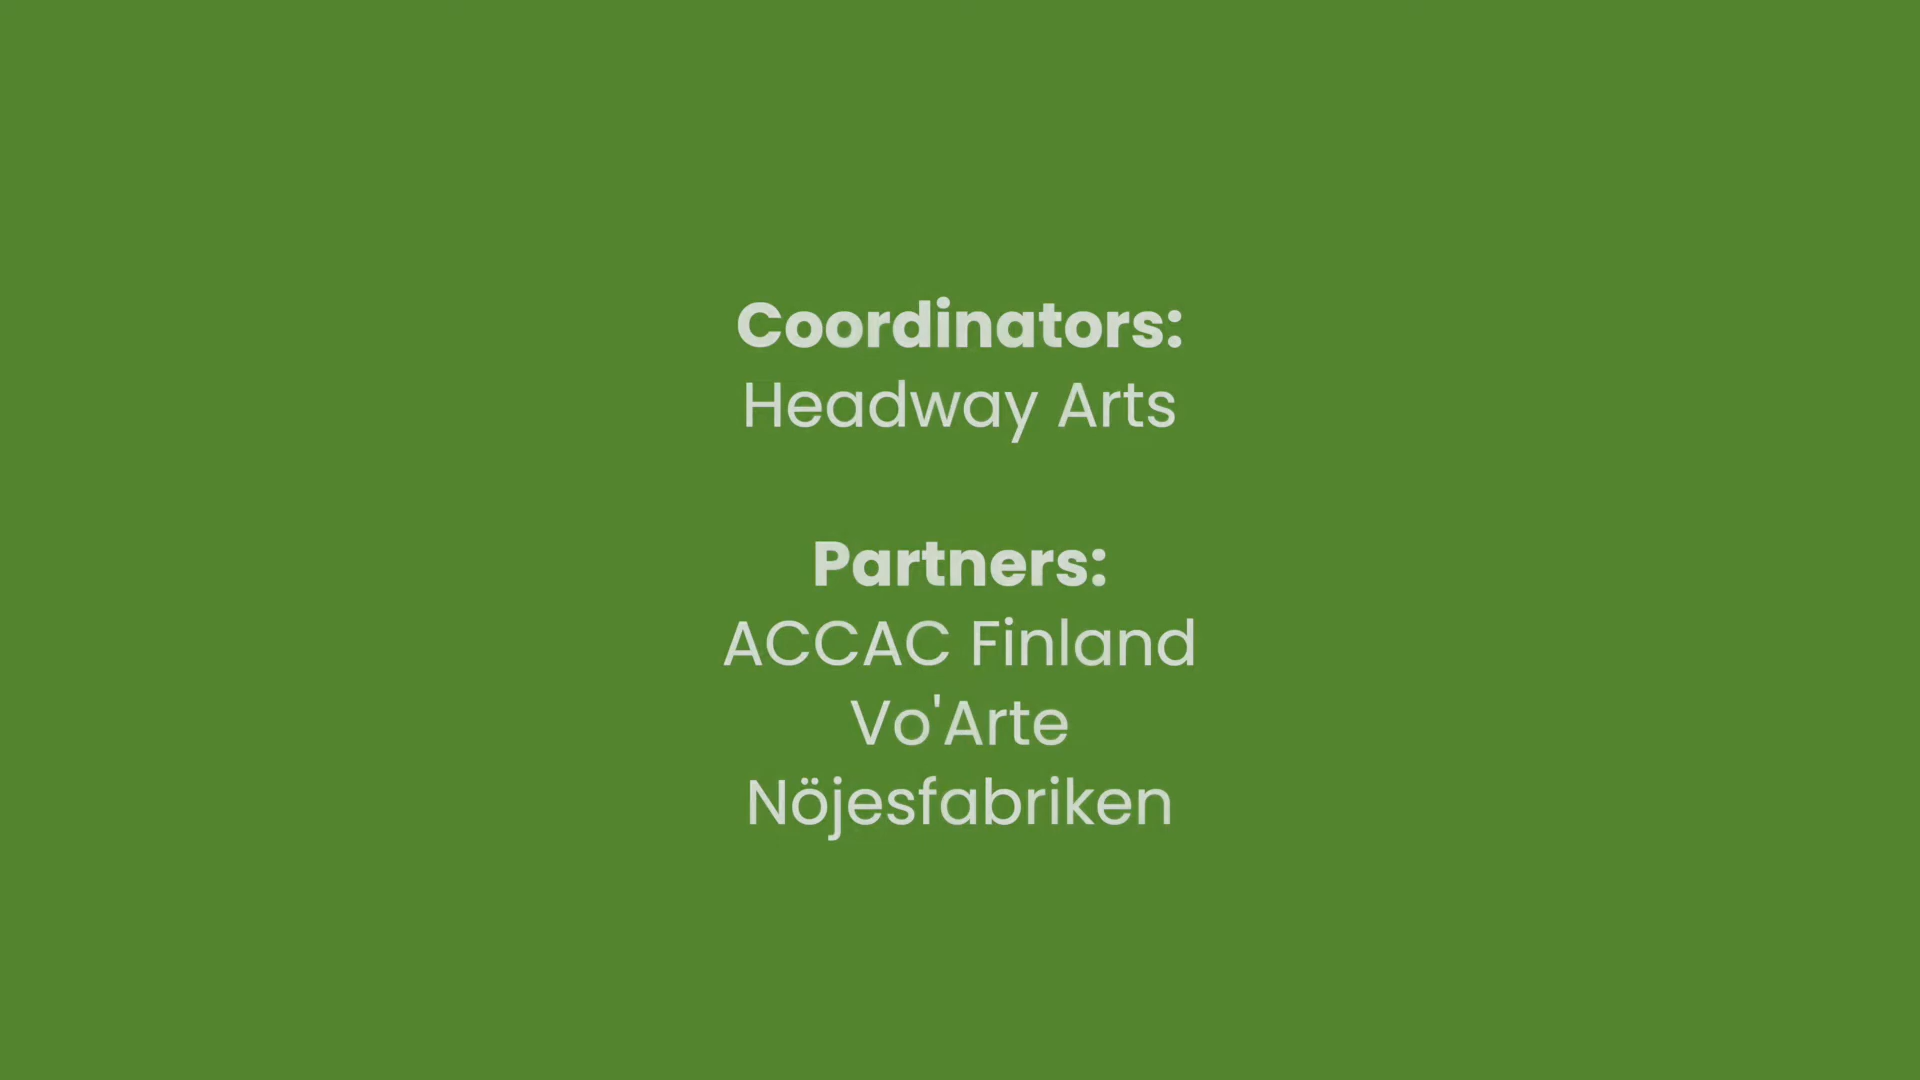 Coordinators:
Headway Arts
Partners:
ACCAC Finland
Vo'Arte
Nöjesfabriken